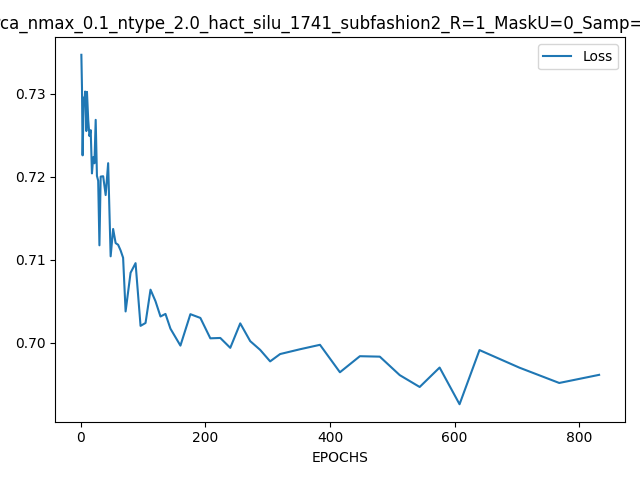 rca_nmax_0.1_ntype_2.0_hact_silu_1741_subfashion2_R=1_MaskU=0_Samp=
Loss
0.73
0.72
0.71
0.70
0 200 400 600 800
EPOCHS